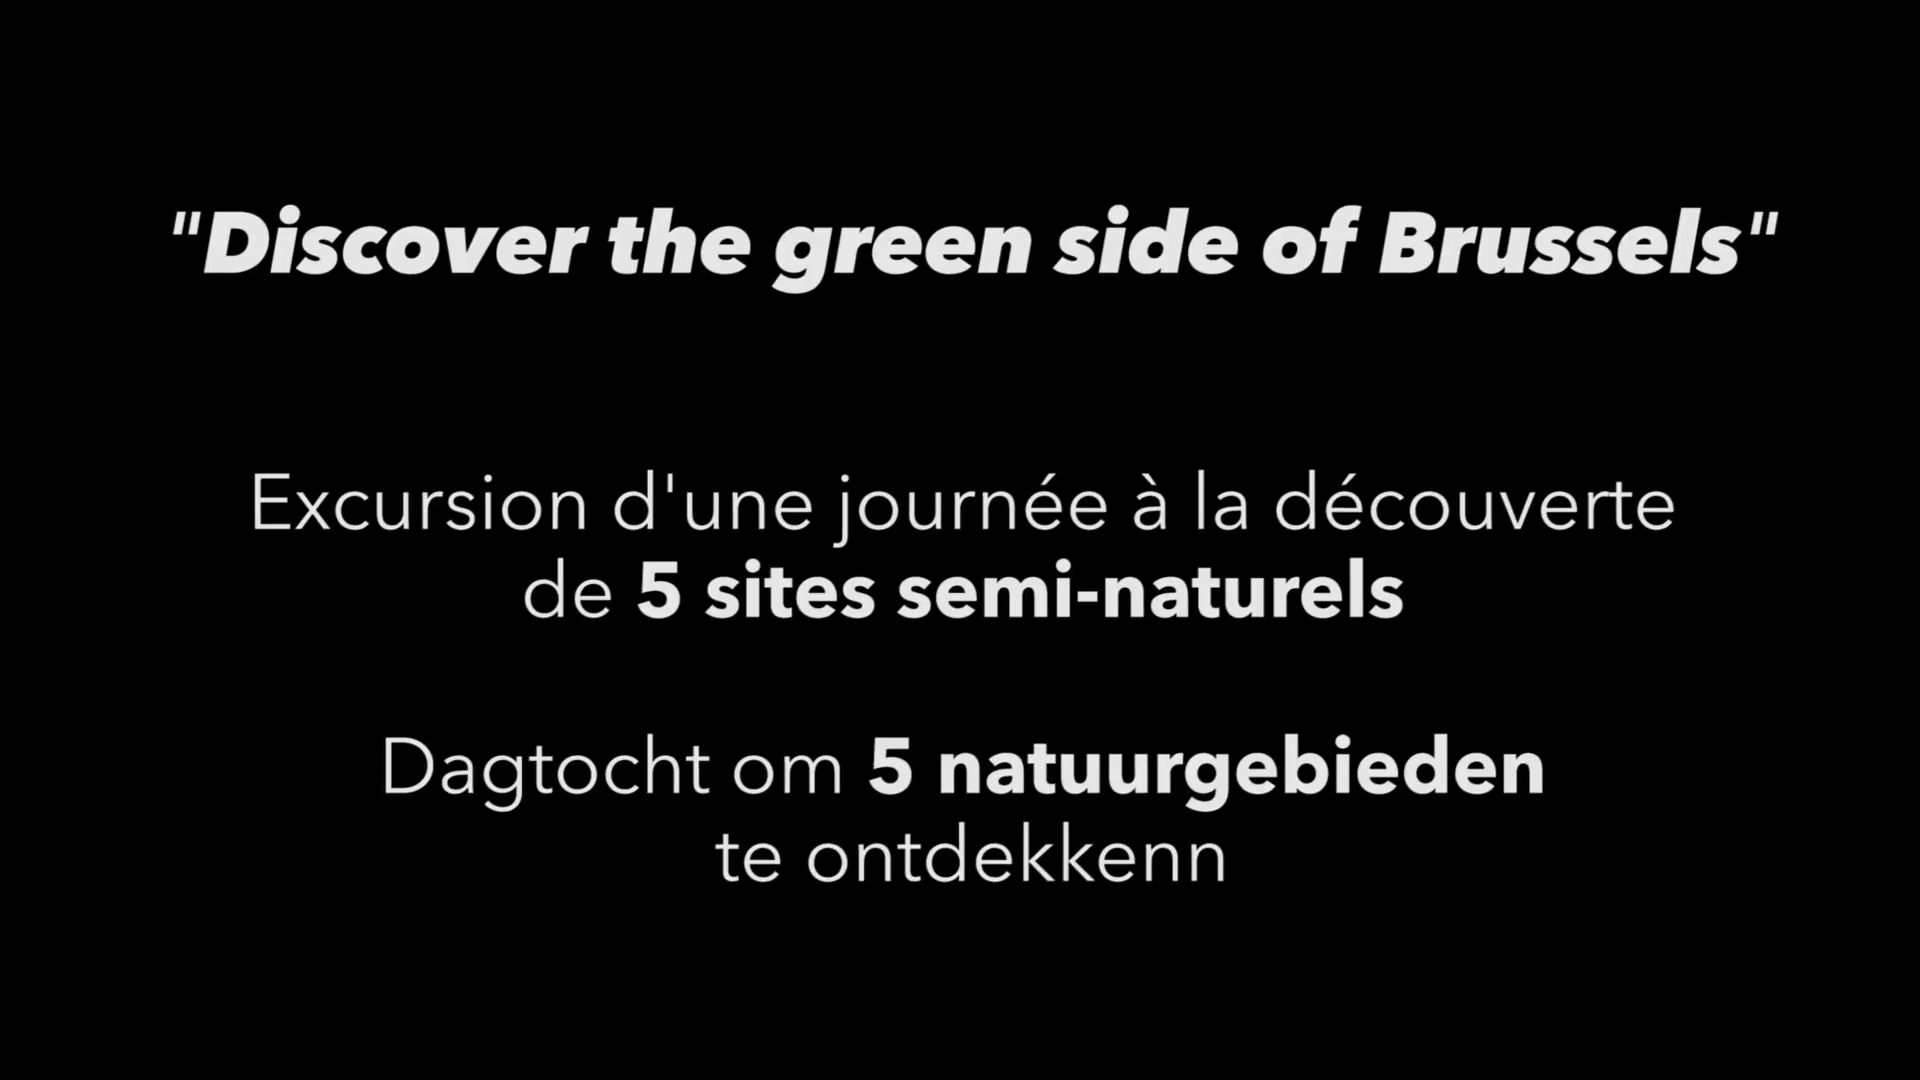 "Discover the green side of Brussels"
Excursion d'une journée à la découverte
de 5 sites semi-naturels
Dagtocht om 5 natuurgebieden
te ontdekkenn